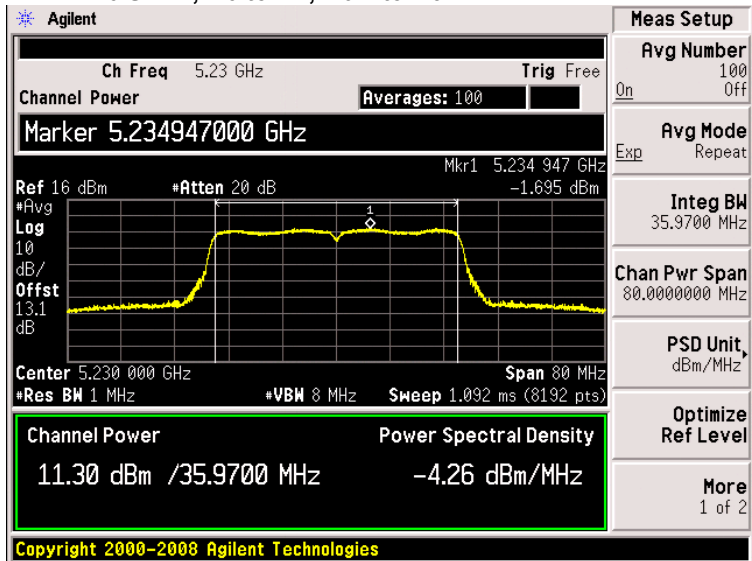 Agilent
Ch Freq 5.23 GHz Trig Free
Channel Power Averages: 100
Marker 5.234947000 GHz
Mkr1 5.234 947 GHz
Ref 16 dBm #Atten 20 dB -1.695 dBm
#Avg
Log
10
dB/
Offst
13.1
dB
1
Center 5.230 000 GHz Span 80 MHz
#Res BW 1 MHz #VBW 8 MHz Sweep 1.092 ms (8192 pts)
Channel Power Power Spectral Density
11.30 dBm /35.9700 MHz -4.26 dBm/MHz
Copyright 2000-2008 Agilent Technologies
Meas Setup
Avg Number
100
On Off
Avg Mode
Exp Repeat
Integ BW
35.9700 MHz
Chan Pwr Span
80.0000000 MHz
PSD Unit
dBm/MHz
Optimize
Ref Level
More
1 of 2